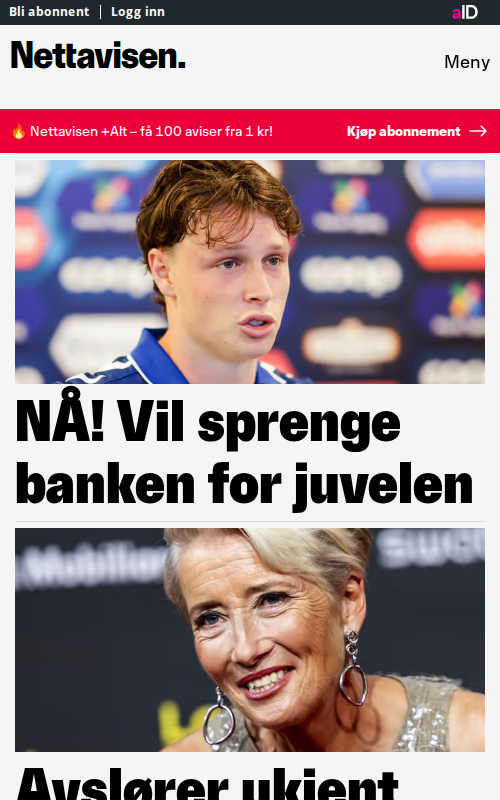 Bli abonnent | Logg inn
aID
Nettavisen.
Meny
🔥 Nettavisen +Alt – få 100 aviser fra 1 kr!
Kjøp abonnement →
NÅ! Vil sprenge
banken for juvelen
Avslører ukjent